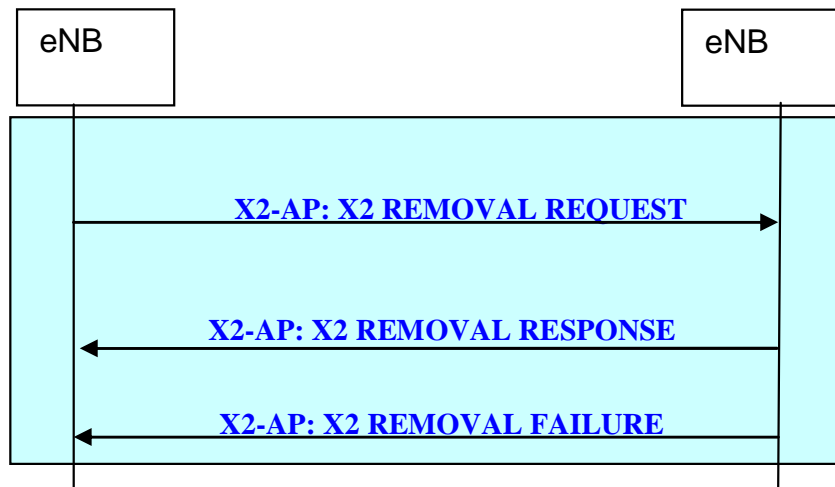 eNB
eNB
X2-AP: X2 REMOVAL REQUEST
X2-AP: X2 REMOVAL RESPONSE
X2-AP: X2 REMOVAL FAILURE